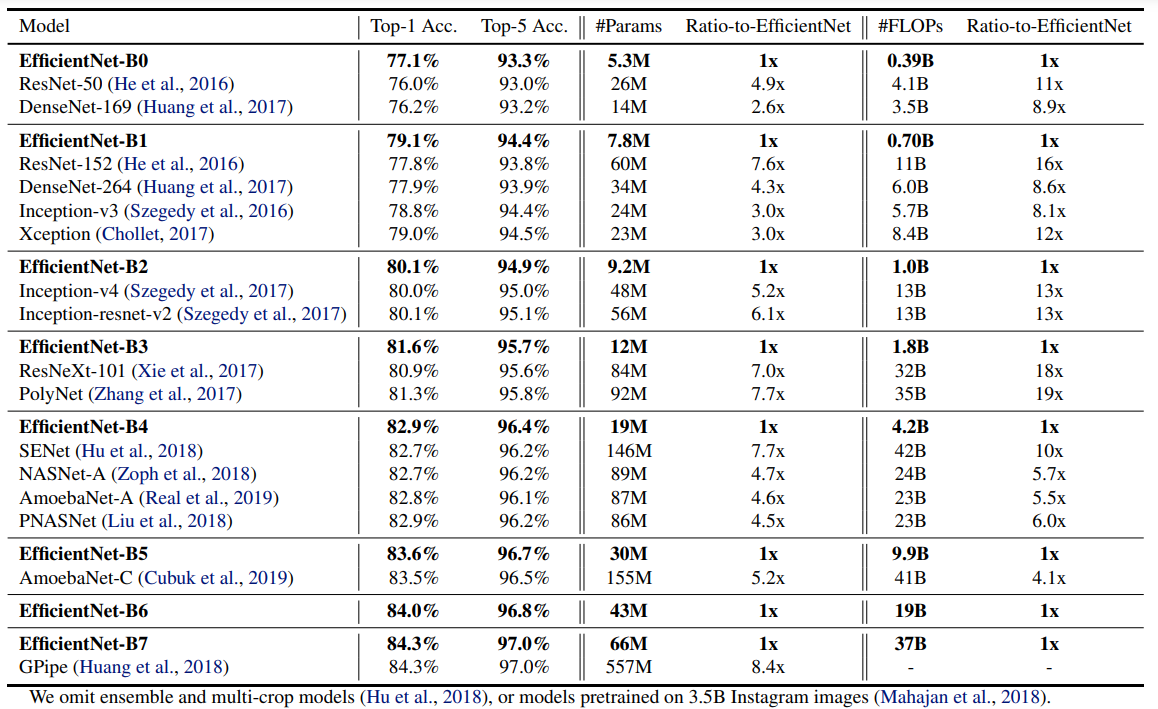 Model Top-1 Acc. Top-5 Acc. #Params Ratio-to-EfficientNet #FLOPs Ratio-to-EfficientNet
EfficientNet-B0 77.1% 93.3% 5.3M 1x 0.39B 1x
ResNet-50 (He et al., 2016) 76.0% 93.0% 26M 4.9x 4.1B 11x
DenseNet-169 (Huang et al., 2017) 76.2% 93.2% 14M 2.6x 3.5B 8.9x
EfficientNet-B1 79.1% 94.4% 7.8M 1x 0.70B 1x
ResNet-152 (He et al., 2016) 77.8% 93.8% 60M 7.6x 11B 16x
DenseNet-264 (Huang et al., 2017) 77.9% 93.9% 34M 4.3x 6.0B 8.6x
Inception-v3 (Szegedy et al., 2016) 78.8% 94.4% 24M 3.0x 5.7B 8.1x
Xception (Chollet, 2017) 79.0% 94.5% 23M 3.0x 8.4B 12x
EfficientNet-B2 80.1% 94.9% 9.2M 1x 1.0B 1x
Inception-v4 (Szegedy et al., 2017) 80.0% 95.0% 48M 5.2x 13B 13x
Inception-resnet-v2 (Szegedy et al., 2017) 80.1% 95.1% 56M 6.1x 13B 13x
EfficientNet-B3 81.6% 95.7% 12M 1x 1.8B 1x
ResNeXt-101 (Xie et al., 2017) 80.9% 95.6% 84M 7.0x 32B 18x
PolyNet (Zhang et al., 2017) 81.3% 95.8% 92M 7.7x 35B 19x
EfficientNet-B4 82.9% 96.4% 19M 1x 4.2B 1x
SENet (Hu et al., 2018) 82.7% 96.2% 146M 7.7x 42B 10x
NASNet-A (Zoph et al., 2018) 82.7% 96.2% 89M 4.7x 24B 5.7x
AmoebaNet-A (Real et al., 2019) 82.8% 96.1% 87M 4.6x 23B 5.5x
PNASNet (Liu et al., 2018) 82.9% 96.2% 86M 4.5x 23B 6.0x
EfficientNet-B5 83.6% 96.7% 30M 1x 9.9B 1x
AmoebaNet-C (Cubuk et al., 2019) 83.5% 96.5% 155M 5.2x 41B 4.1x
EfficientNet-B6 84.0% 96.8% 43M 1x 19B 1x
EfficientNet-B7 84.3% 97.0% 66M 1x 37B 1x
GPipe (Huang et al., 2018) 84.3% 97.0% 557M 8.4x - -
We omit ensemble and multi-crop models (Hu et al., 2018), or models pretrained on 3.5B Instagram images (Mahajan et al., 2018).